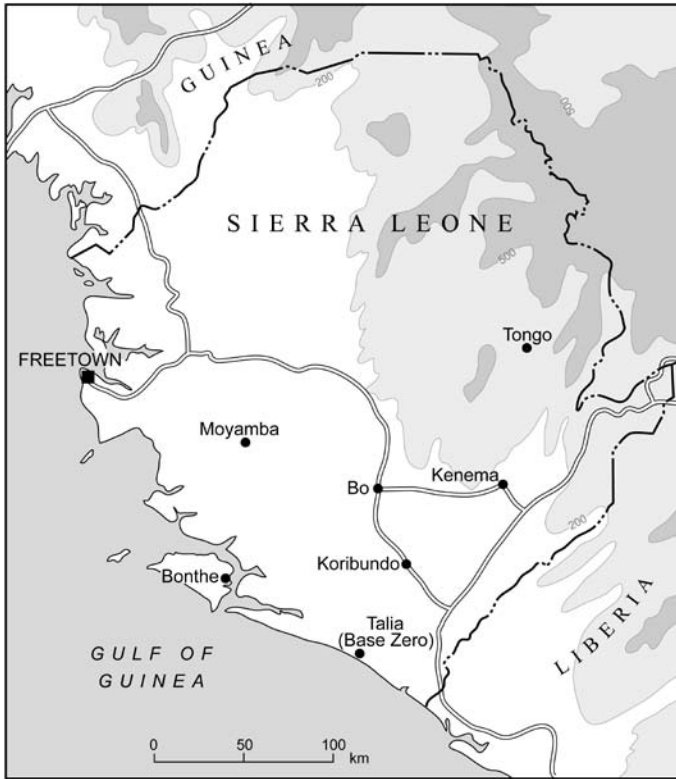 GUINEA
200
500
SIERRA LEONE
500
Tongo
FREETOWN
Moyamba
Kenema
Bo
200
Koribundo
Bonthe
Talia
(Base Zero)
LIBERIA
GULF OF
GUINEA
0 50 100
km